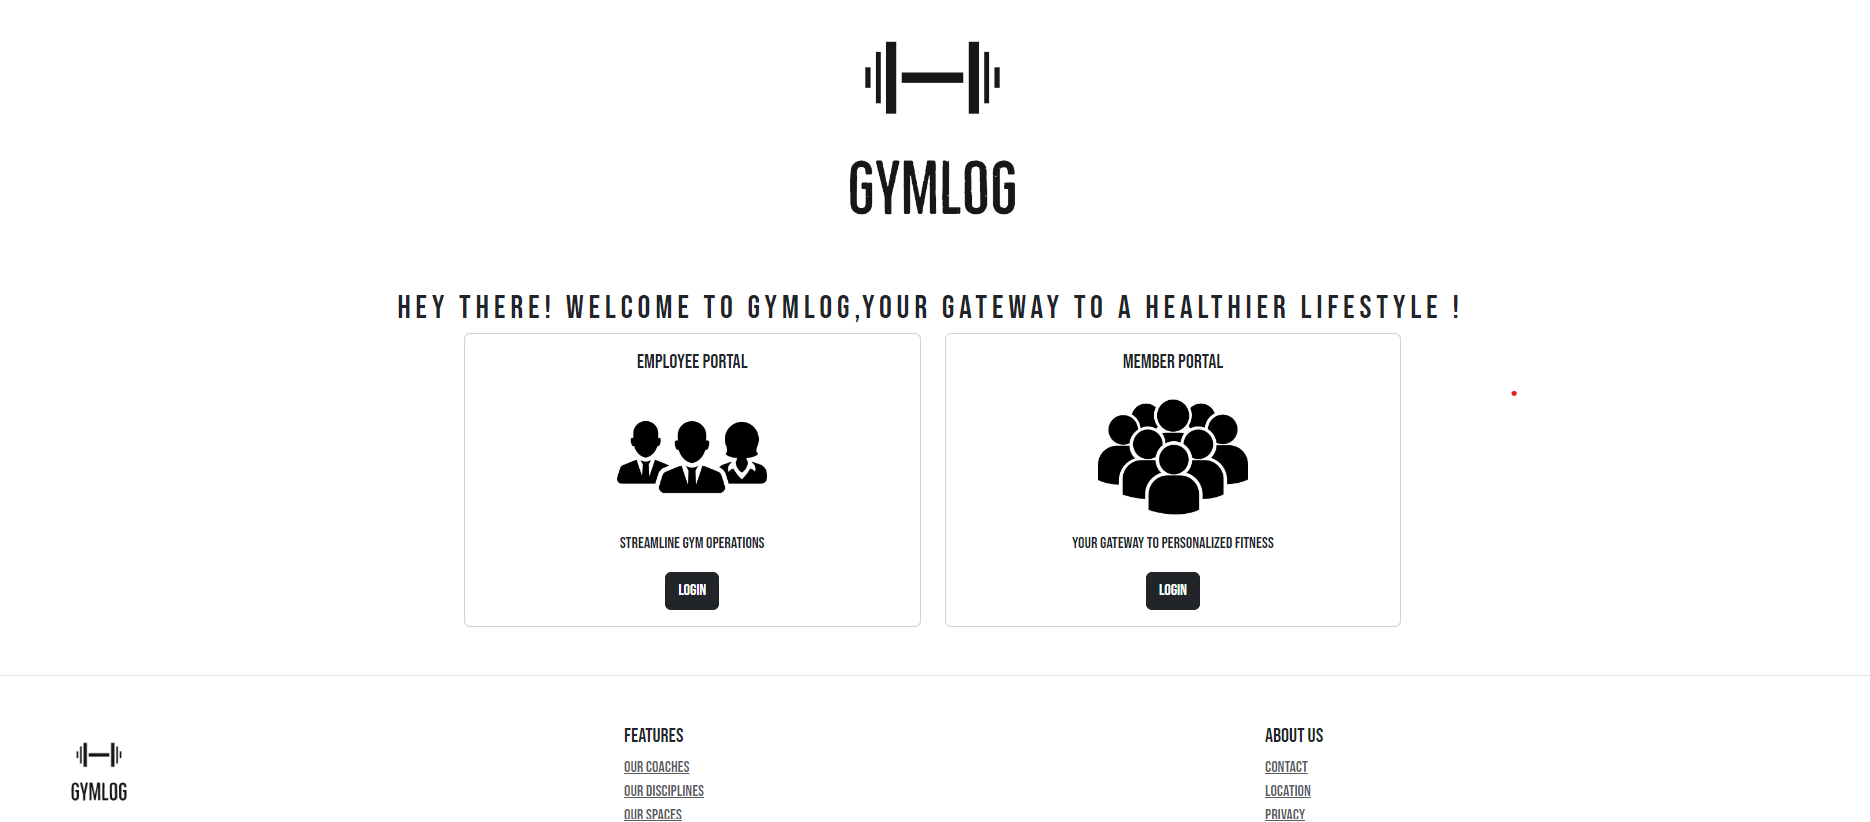 GYMLOG
HEY THERE! WELCOME TO GYMLOG,YOUR GATEWAY TO A HEALTHIER LIFESTYLE !
EMPLOYEE PORTAL
STREAMLINE GYM OPERATIONS
LOGIN
MEMBER PORTAL
YOUR GATEWAY TO PERSONALIZED FITNESS
LOGIN
GYMLOG
FEATURES
OUR COACHES
OUR DISCIPLINES
OUR SPACES
ABOUT US
CONTACT
LOCATION
PRIVACY